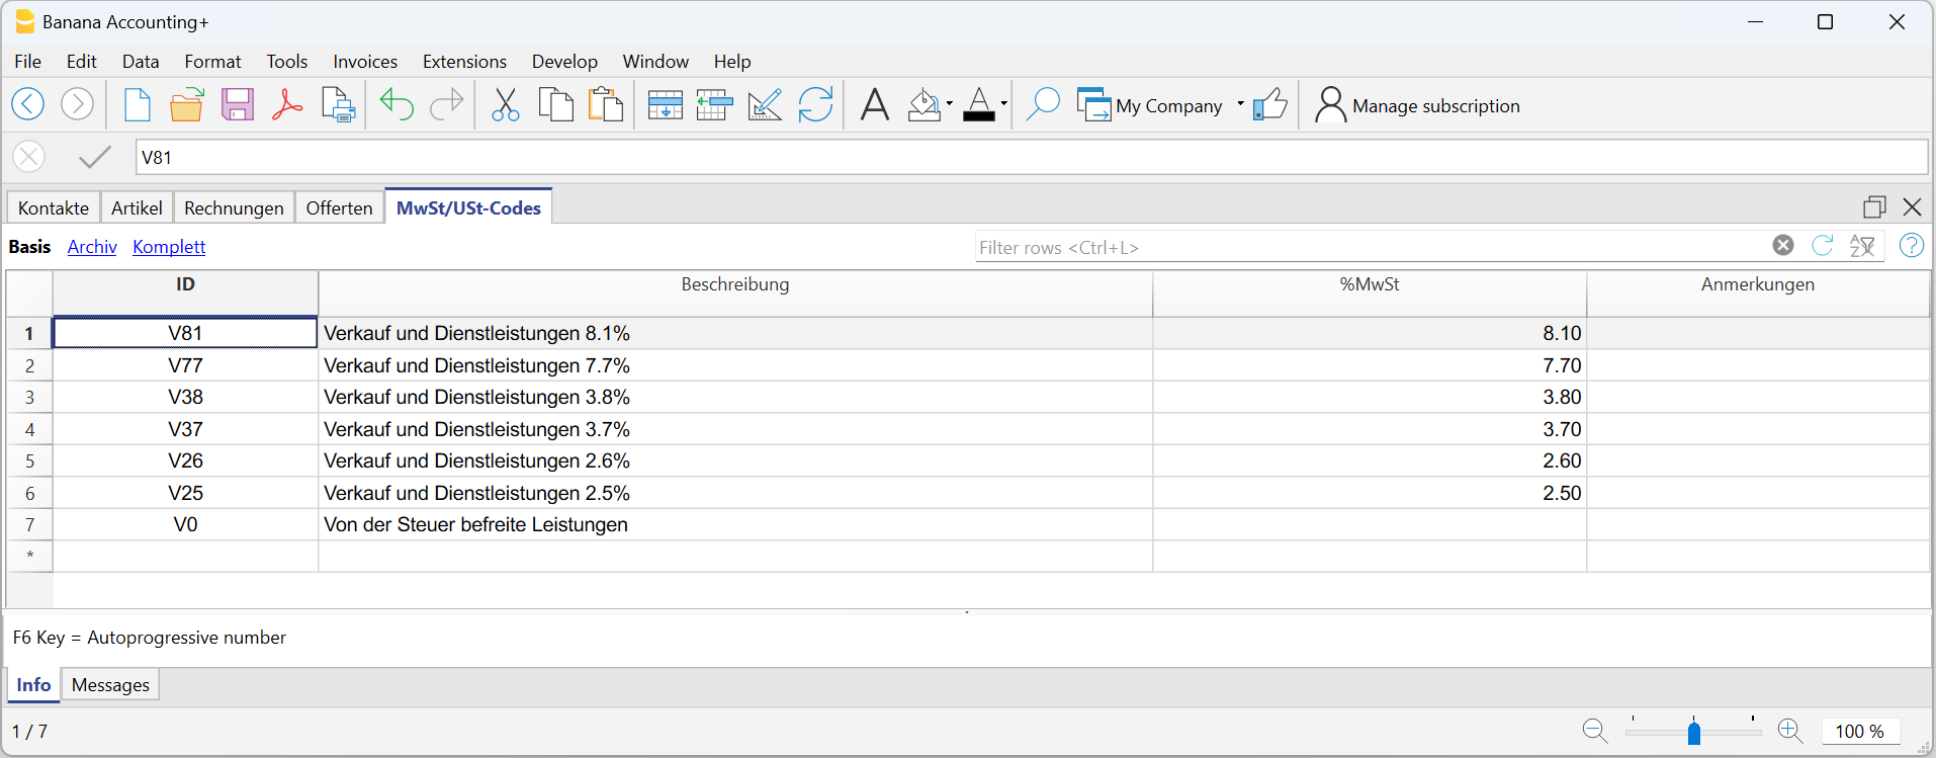 Banana Accounting+
File Edit Data Format Tools Invoices Extensions Develop Window Help
My Company Manage subscription
V81
Kontakte Artikel Rechnungen Offerten MwSt/USt-Codes
Basis Archiv Komplett Filter rows <Ctrl+L>
ID Beschreibung %MwSt Anmerkungen
1 V81 Verkauf und Dienstleistungen 8.1% 8.10
2 V77 Verkauf und Dienstleistungen 7.7% 7.70
3 V38 Verkauf und Dienstleistungen 3.8% 3.80
4 V37 Verkauf und Dienstleistungen 3.7% 3.70
5 V26 Verkauf und Dienstleistungen 2.6% 2.60
6 V25 Verkauf und Dienstleistungen 2.5% 2.50
7 V0 Von der Steuer befreite Leistungen
*
F6 Key = Autoprogressive number
Info Messages
1 / 7 100 %